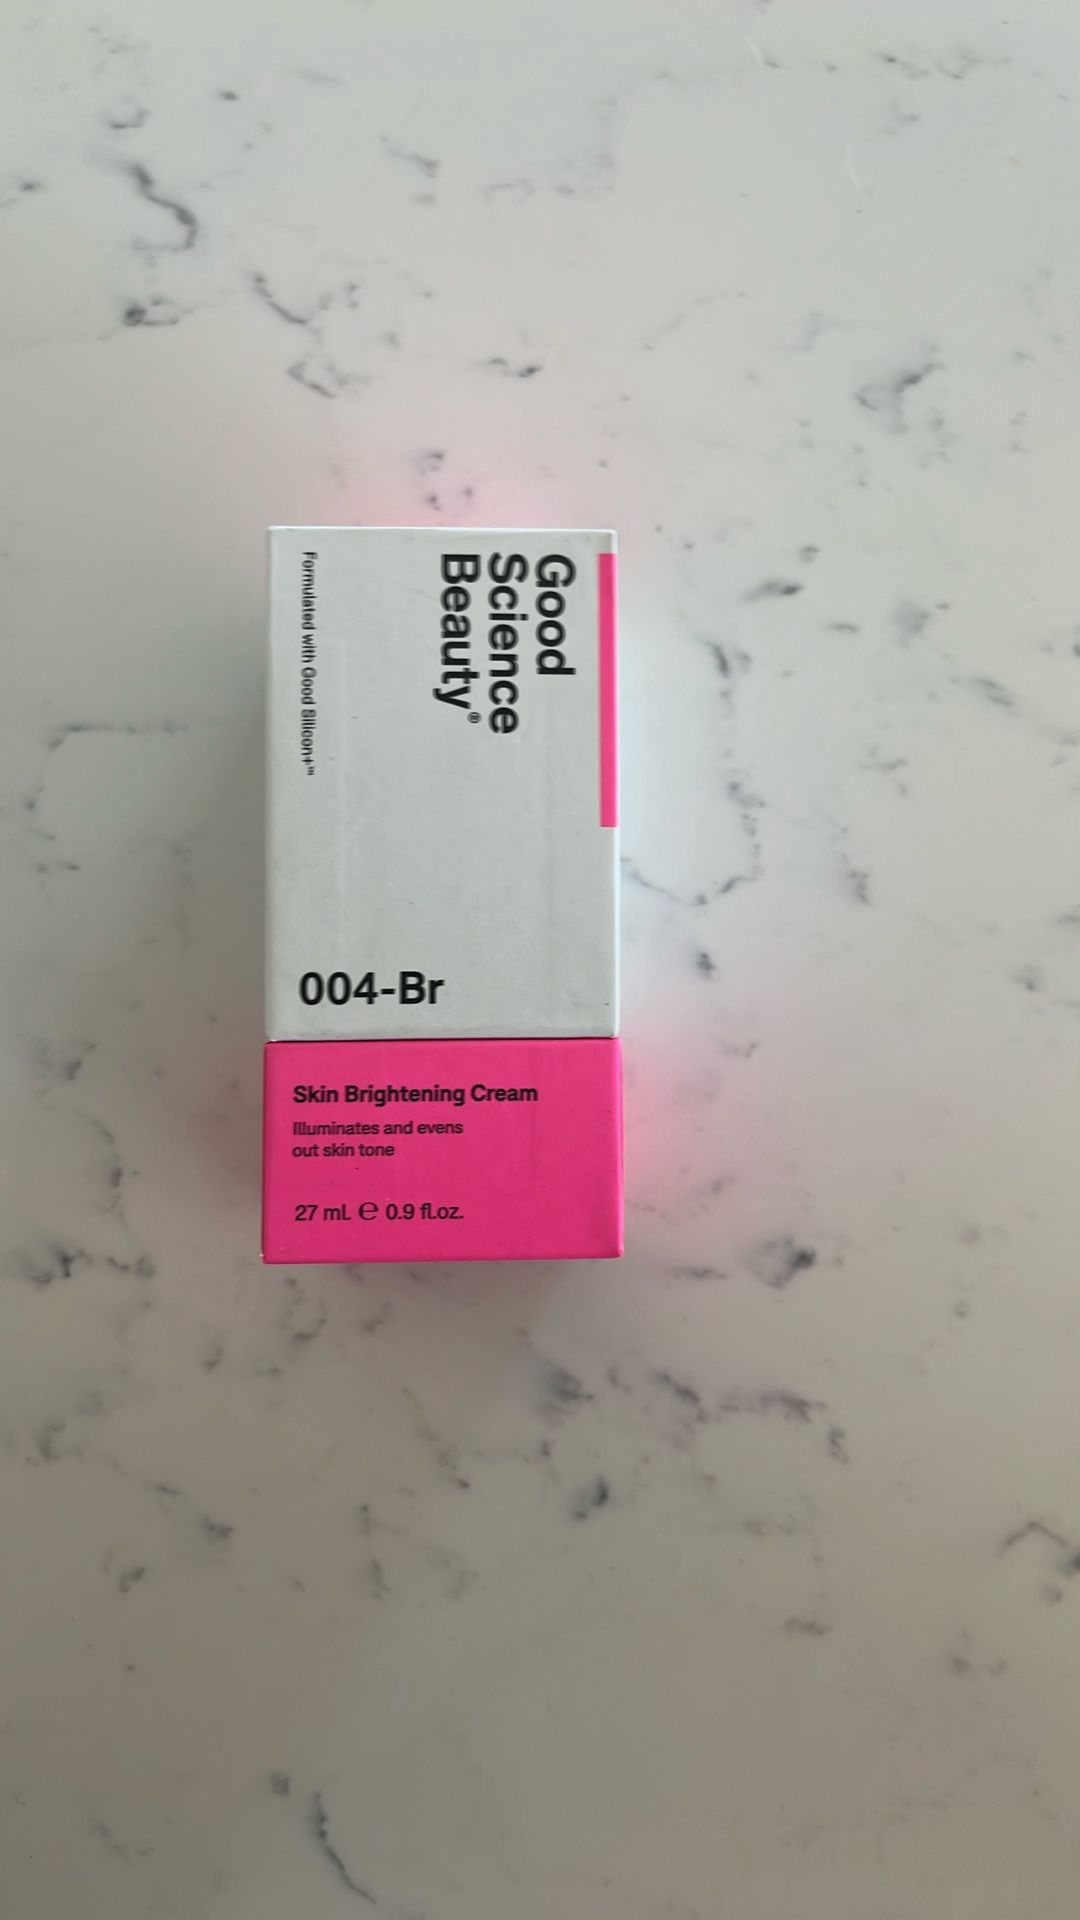 Good
Science
Beauty®
Formulated with Good Silicon+™
004-Br
Skin Brightening Cream
Illuminates and evens
out skin tone
27 mL ℮ 0.9 fl.oz.